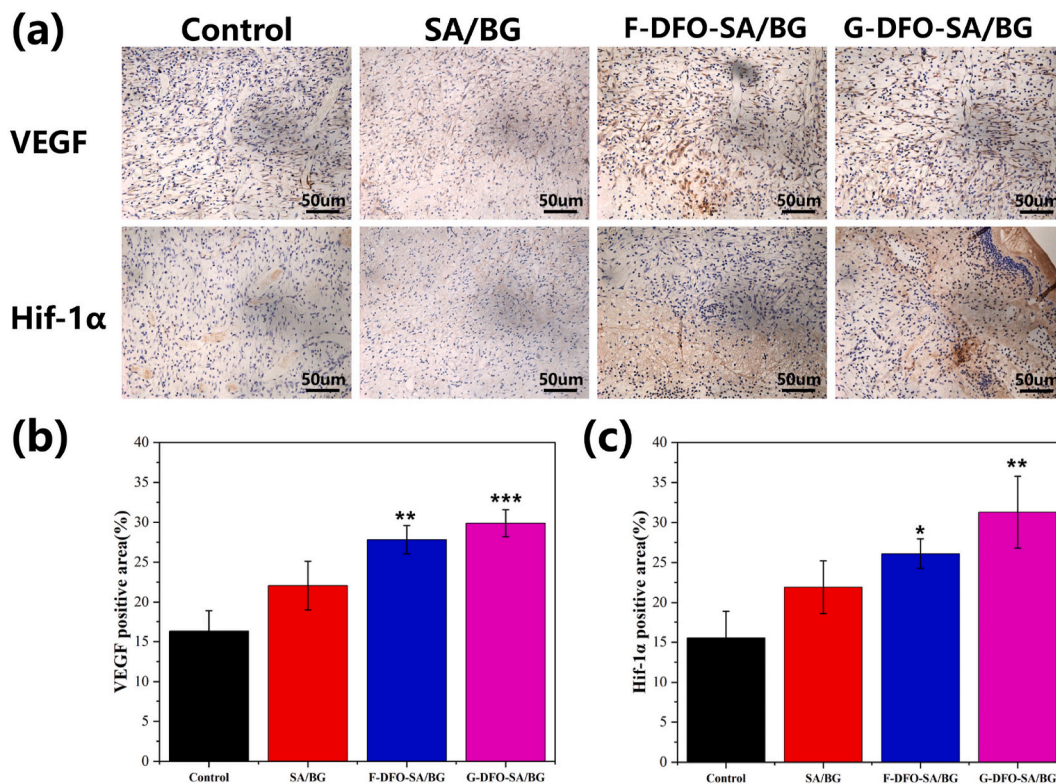 (a)
Control SA/BG F-DFO-SA/BG G-DFO-SA/BG
VEGF
50um 50um 50um 50um
Hif-1α
50um 50um 50um 50um
(b)
VEGF positive area(%)
40
35
30
25
20
15
10
5
0
** ***
Control SA/BG F-DFO-SA/BG G-DFO-SA/BG
(c)
Hif-1α positive area(%)
40
35
30
25
20
15
10
5
0
* **
Control SA/BG F-DFO-SA/BG G-DFO-SA/BG